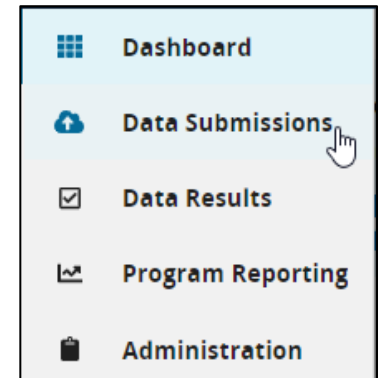 Dashboard
Data Submissions
Data Results
Program Reporting
Administration